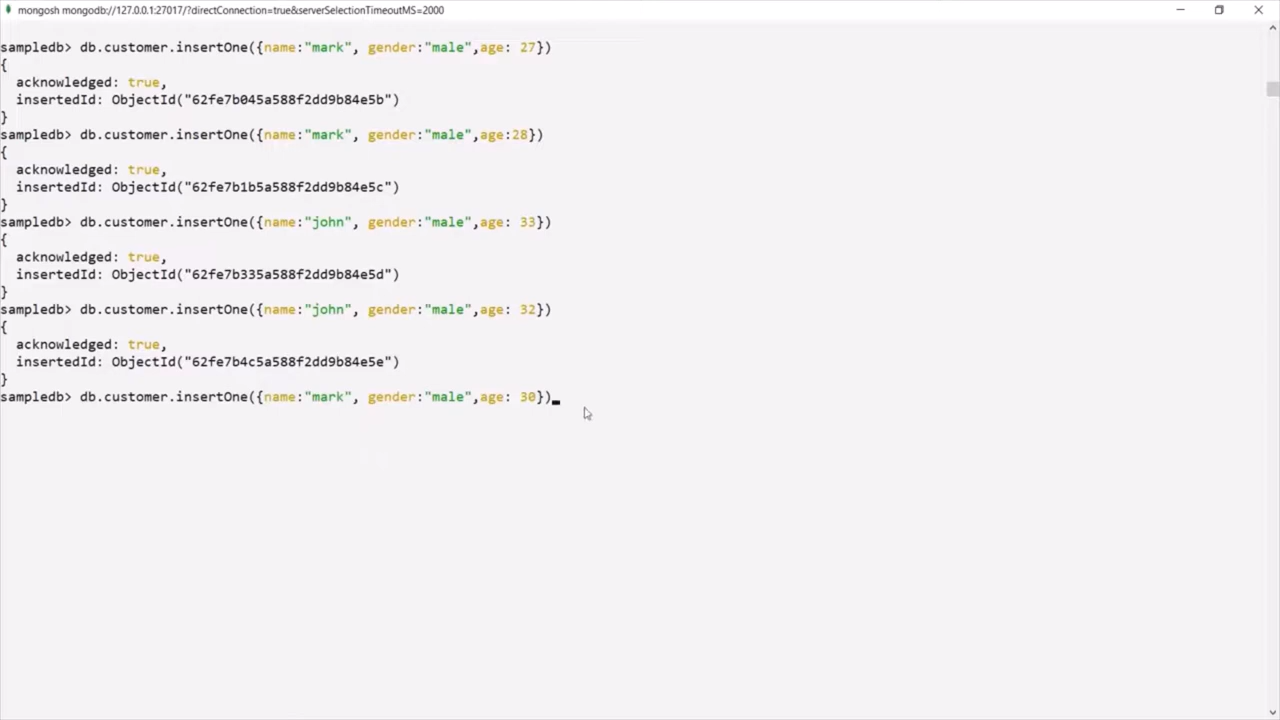 mongosh mongodb://127.0.0.1:27017/?directConnection=true&serverSelectionTimeoutMS=2000
sampledb> db.customer.insertOne({name:"mark", gender:"male",age: 27})
{
  acknowledged: true,
  insertedId: ObjectId("62fe7b045a588f2dd9b84e5b")
}
sampledb> db.customer.insertOne({name:"mark", gender:"male",age:28})
{
  acknowledged: true,
  insertedId: ObjectId("62fe7b1b5a588f2dd9b84e5c")
}
sampledb> db.customer.insertOne({name:"john", gender:"male",age: 33})
{
  acknowledged: true,
  insertedId: ObjectId("62fe7b335a588f2dd9b84e5d")
}
sampledb> db.customer.insertOne({name:"john", gender:"male",age: 32})
{
  acknowledged: true,
  insertedId: ObjectId("62fe7b4c5a588f2dd9b84e5e")
}
sampledb> db.customer.insertOne({name:"mark", gender:"male",age: 30})